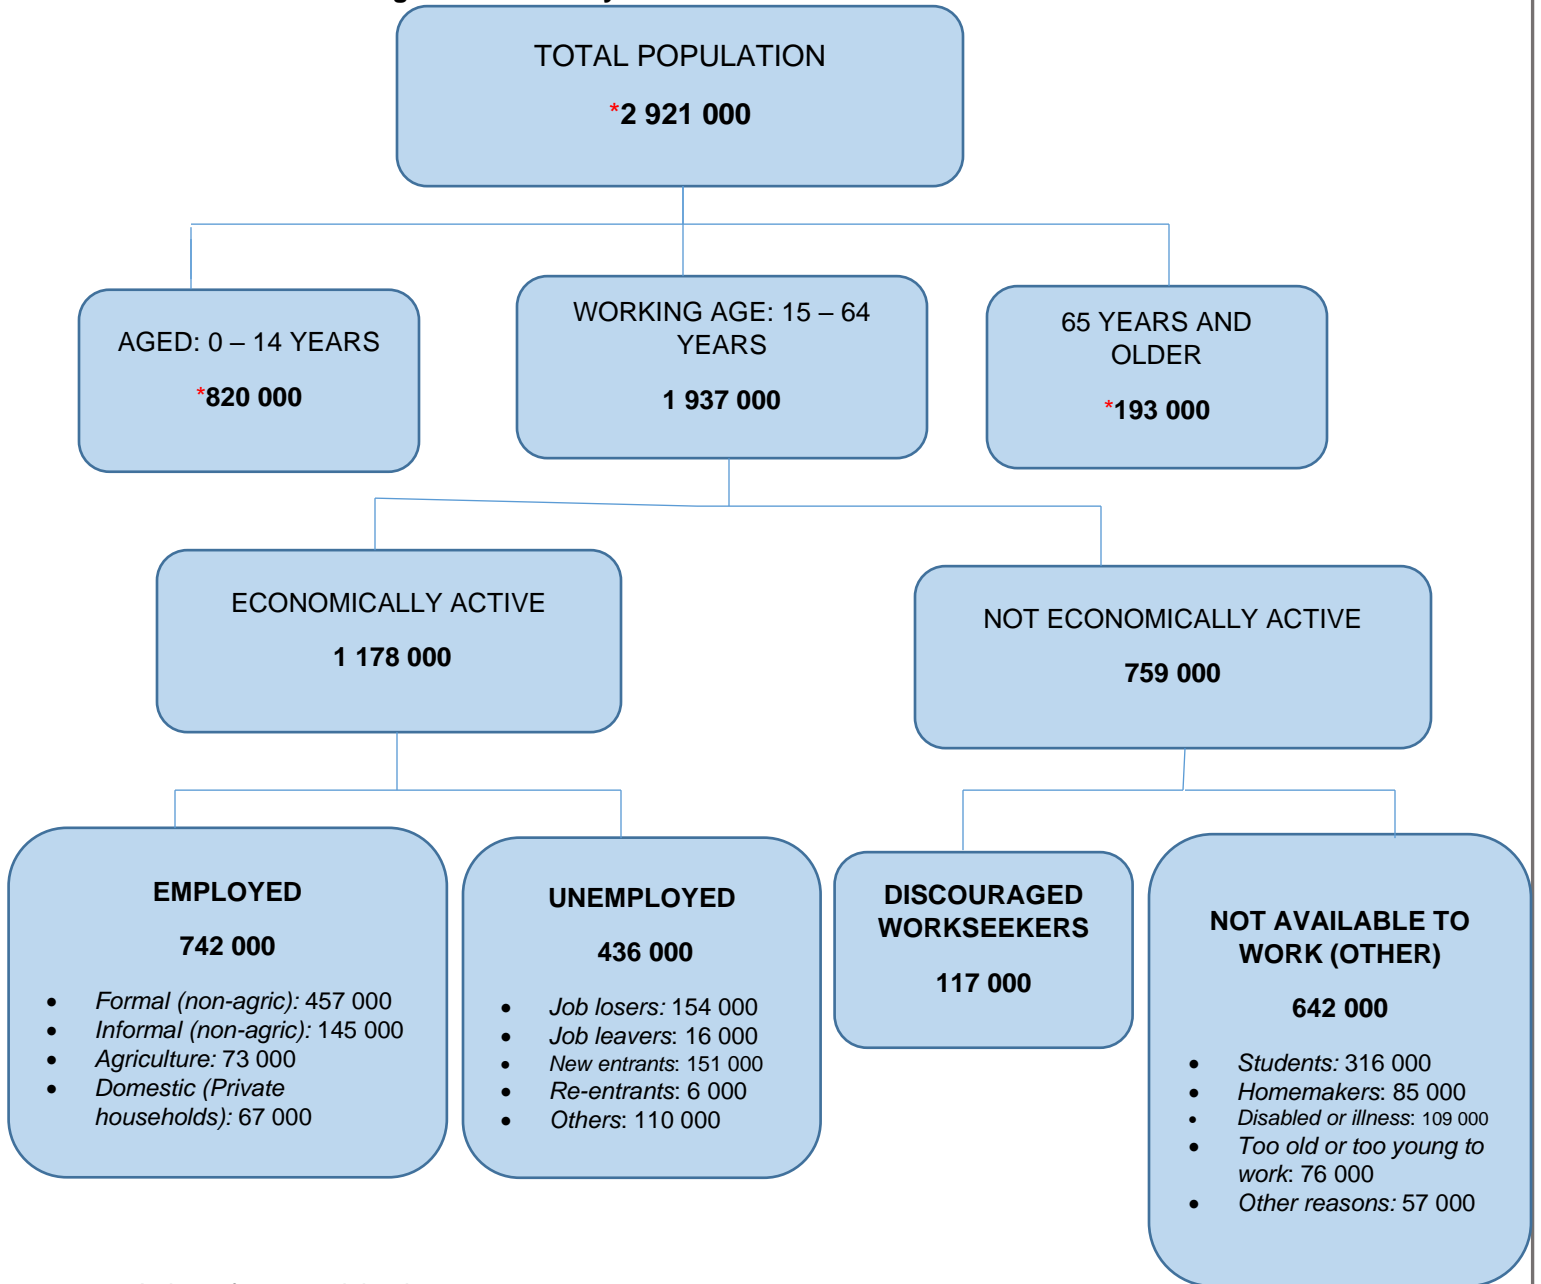 TOTAL POPULATION
*2 921 000
AGED: 0 – 14 YEARS
*820 000
WORKING AGE: 15 – 64
YEARS
1 937 000
65 YEARS AND
OLDER
*193 000
ECONOMICALLY ACTIVE
1 178 000
NOT ECONOMICALLY ACTIVE
759 000
EMPLOYED
742 000
• Formal (non-agric): 457 000
• Informal (non-agric): 145 000
• Agriculture: 73 000
• Domestic (Private
households): 67 000
UNEMPLOYED
436 000
• Job losers: 154 000
• Job leavers: 16 000
• New entrants: 151 000
• Re-entrants: 6 000
• Others: 110 000
DISCOURAGED
WORKSEEKERS
117 000
NOT AVAILABLE TO
WORK (OTHER)
642 000
• Students: 316 000
• Homemakers: 85 000
• Disabled or illness: 109 000
• Too old or too young to
work: 76 000
• Other reasons: 57 000